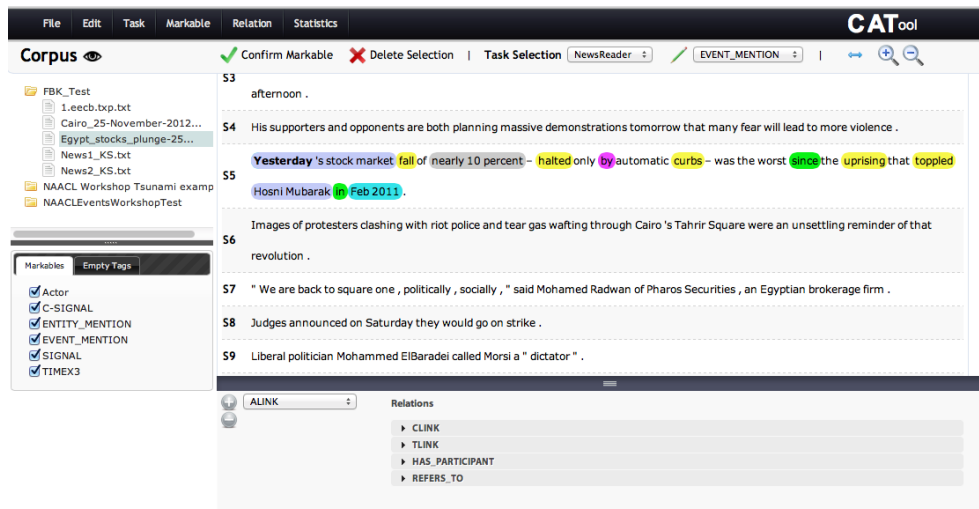 File Edit Task Markable Relation Statistics CATool
Corpus Confirm Markable Delete Selection | Task Selection NewsReader EVENT_MENTION |
FBK_Test
1.eecb.txp.txt
Cairo_25-November-2012...
Egypt_stocks_plunge-25...
News1_KS.txt
News2_KS.txt
NAACL Workshop Tsunami examp
NAACLEventsWorkshopTest
Markables Empty Tags
Actor
C-SIGNAL
ENTITY_MENTION
EVENT_MENTION
SIGNAL
TIMEX3
S3
afternoon .
S4 His supporters and opponents are both planning massive demonstrations tomorrow that many fear will lead to more violence .
Yesterday 's stock market fall of nearly 10 percent – halted only by automatic curbs – was the worst since the uprising that toppled
S5
Hosni Mubarak in Feb 2011 .
Images of protesters clashing with riot police and tear gas wafting through Cairo 's Tahrir Square were an unsettling reminder of that
S6
revolution .
S7 " We are back to square one , politically , socially , " said Mohamed Radwan of Pharos Securities , an Egyptian brokerage firm .
S8 Judges announced on Saturday they would go on strike .
S9 Liberal politician Mohammed ElBaradei called Morsi a " dictator " .
ALINK Relations
CLINK
TLINK
HAS_PARTICIPANT
REFERS_TO